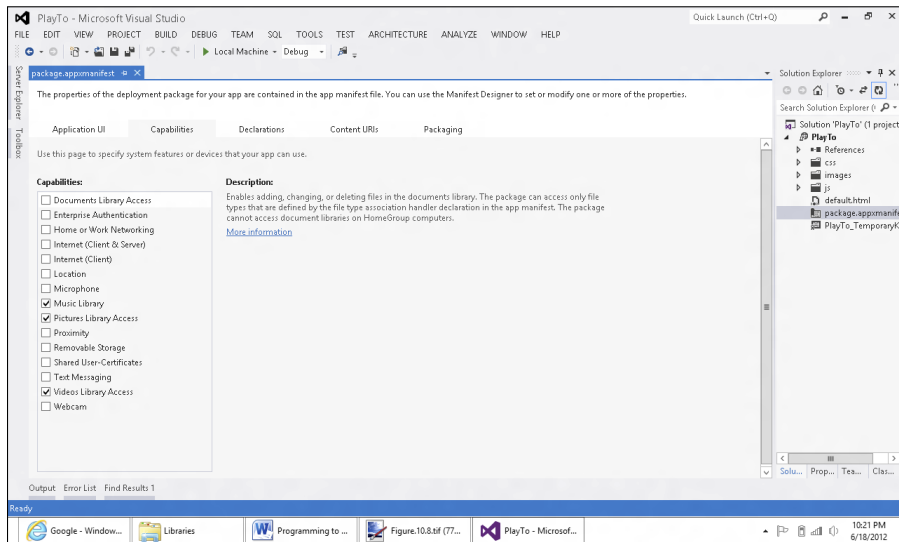 PlayTo - Microsoft Visual Studio
Quick Launch (Ctrl+Q)
FILE EDIT VIEW PROJECT BUILD DEBUG TEAM SQL TOOLS TEST ARCHITECTURE ANALYZE WINDOW HELP
Local Machine Debug
Server Explorer
Toolbox
package.appxmanifest
The properties of the deployment package for your app are contained in the app manifest file. You can use the Manifest Designer to set or modify one or more of the properties.
Application UI Capabilities Declarations Content URIs Packaging
Use this page to specify system features or devices that your app can use.
Capabilities:
Documents Library Access
Enterprise Authentication
Home or Work Networking
Internet (Client & Server)
Internet (Client)
Location
Microphone
Music Library
Pictures Library Access
Proximity
Removable Storage
Shared User-Certificates
Text Messaging
Videos Library Access
Webcam
Description:
Enables adding, changing, or deleting files in the documents library. The package can access only file
types that are defined by the file type association handler declaration in the app manifest. The package
cannot access document libraries on HomeGroup computers.
More information
Solution Explorer
Search Solution Explorer (
Solution 'PlayTo' (1 project
PlayTo
References
css
images
js
default.html
package.appxmanife
PlayTo_TemporaryK
Solu... Prop... Tea... Clas...
Output Error List Find Results 1
Ready
Google - Window... Libraries Programming to ... Figure.10.8.tif (77... PlayTo - Microsof...
10:21 PM
6/18/2012